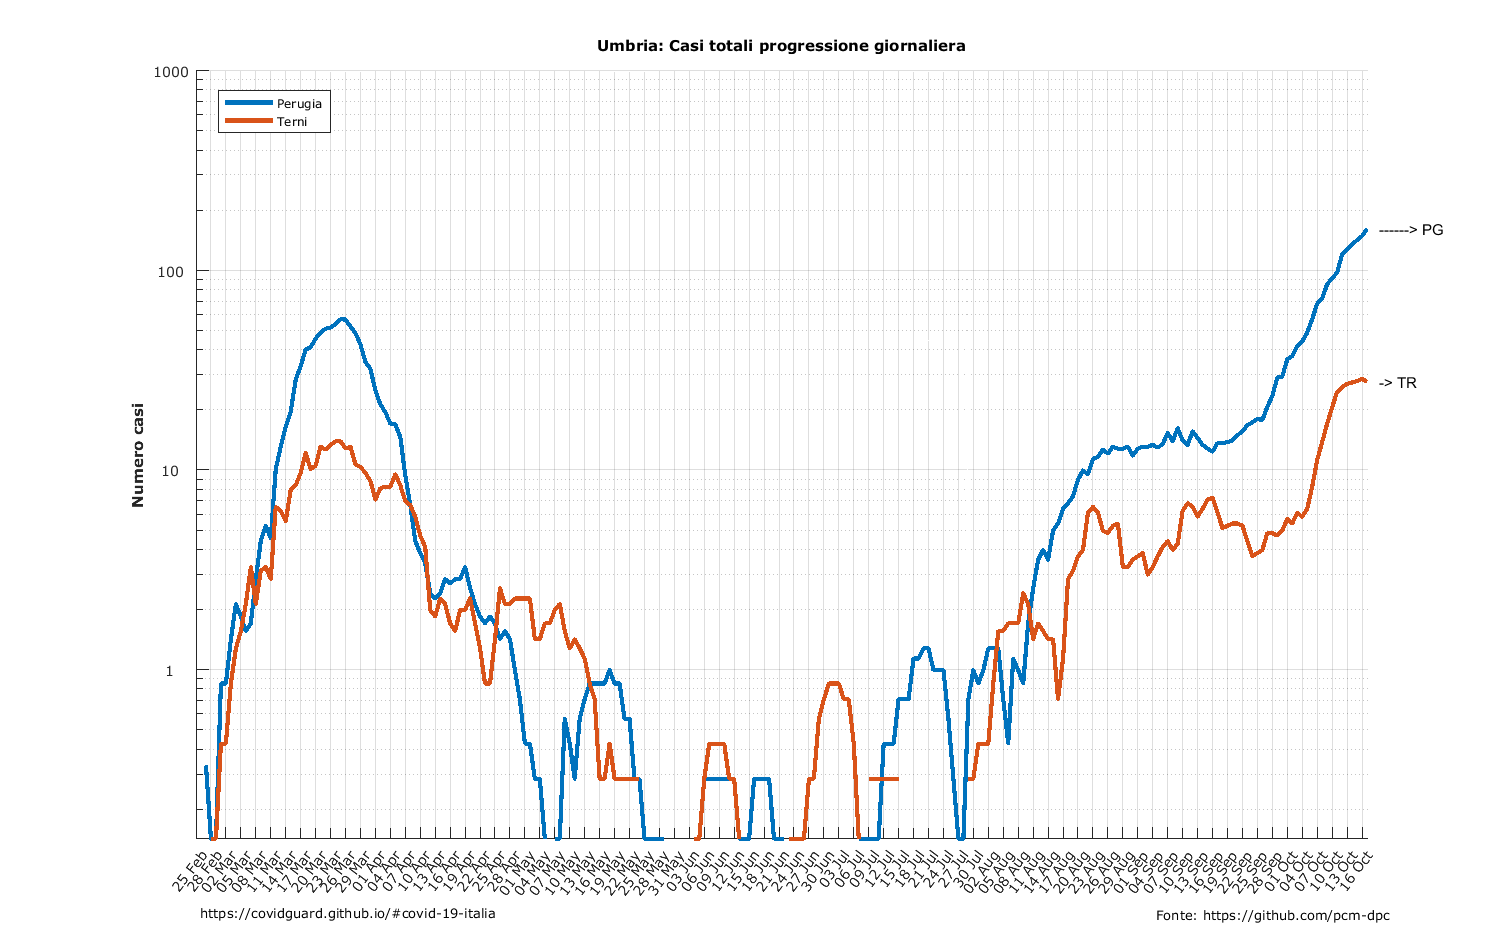 Umbria: Casi totali progressione giornaliera
1000
100
10
1
Numero casi
Perugia
Terni
------> PG
-> TR
25 Feb
28 Feb
02 Mar
05 Mar
08 Mar
11 Mar
14 Mar
17 Mar
20 Mar
23 Mar
26 Mar
29 Mar
01 Apr
04 Apr
07 Apr
10 Apr
13 Apr
16 Apr
19 Apr
22 Apr
25 Apr
28 Apr
01 May
04 May
07 May
10 May
13 May
16 May
19 May
22 May
25 May
28 May
31 May
03 Jun
06 Jun
09 Jun
12 Jun
15 Jun
18 Jun
21 Jun
24 Jun
27 Jun
30 Jun
03 Jul
06 Jul
09 Jul
12 Jul
15 Jul
18 Jul
21 Jul
24 Jul
27 Jul
30 Jul
02 Aug
05 Aug
08 Aug
11 Aug
14 Aug
17 Aug
20 Aug
23 Aug
26 Aug
29 Aug
01 Sep
04 Sep
07 Sep
10 Sep
13 Sep
16 Sep
19 Sep
22 Sep
25 Sep
28 Sep
01 Oct
04 Oct
07 Oct
10 Oct
13 Oct
16 Oct
https://covidguard.github.io/#covid-19-italia
Fonte: https://github.com/pcm-dpc